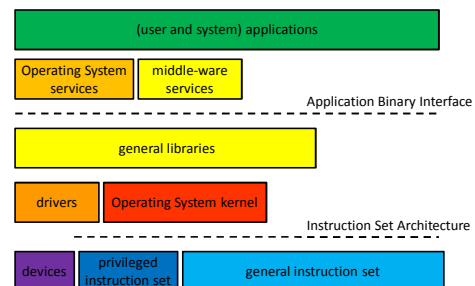 (user and system) applications
Operating System
services
middle-ware
services
Application Binary Interface
general libraries
drivers
Operating System kernel
Instruction Set Architecture
devices
privileged
instruction set
general instruction set